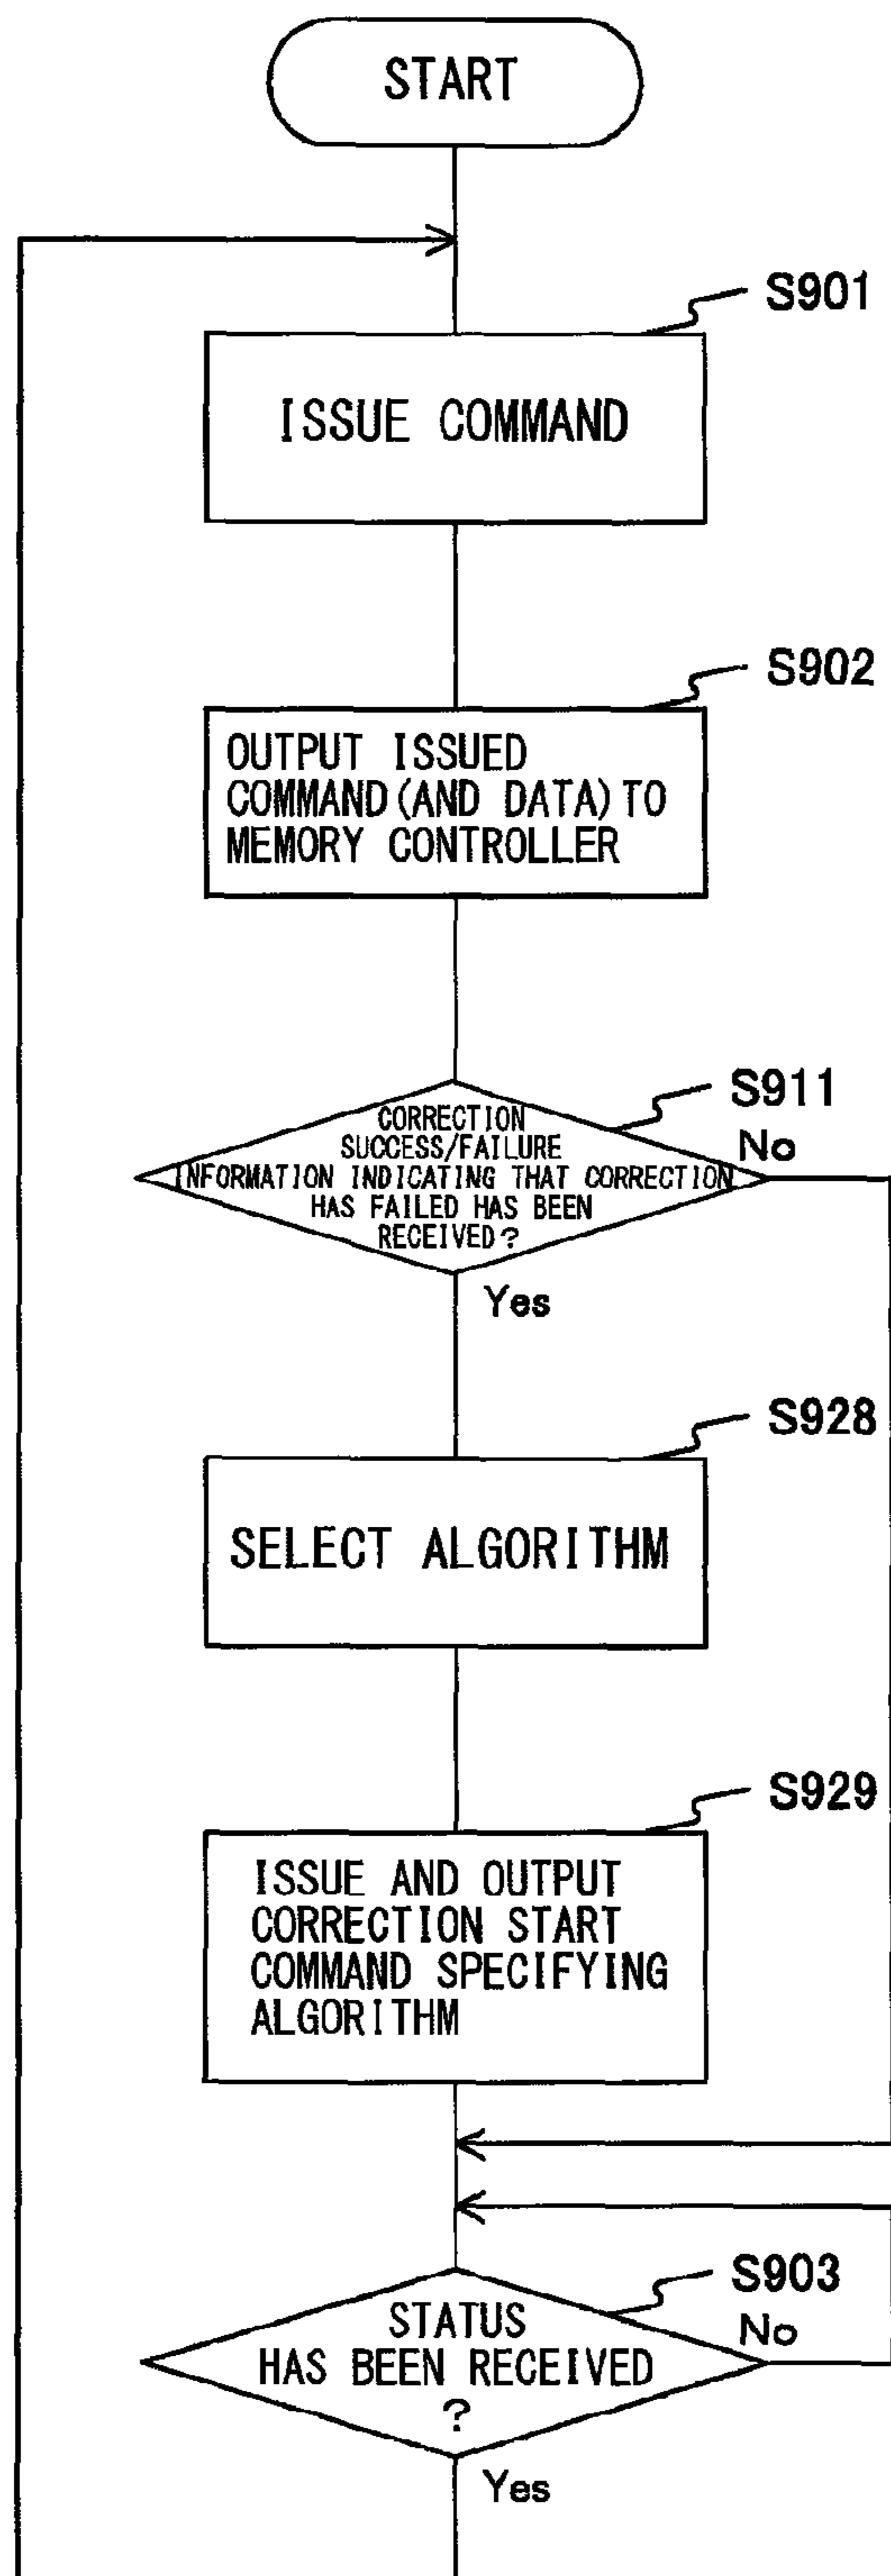 START
S901
ISSUE COMMAND
S902
OUTPUT ISSUED
COMMAND(AND DATA)TO
MEMORY CONTROLLER
S911
CORRECTION
SUCCESS/FAILURE
INFORMATION INDICATING THAT CORRECTION
HAS FAILED HAS BEEN
RECEIVED?
No
Yes
S928
SELECT ALGORITHM
S929
ISSUE AND OUTPUT
CORRECTION START
COMMAND SPECIFYING
ALGORITHM
S903
STATUS
HAS BEEN RECEIVED
?
No
Yes